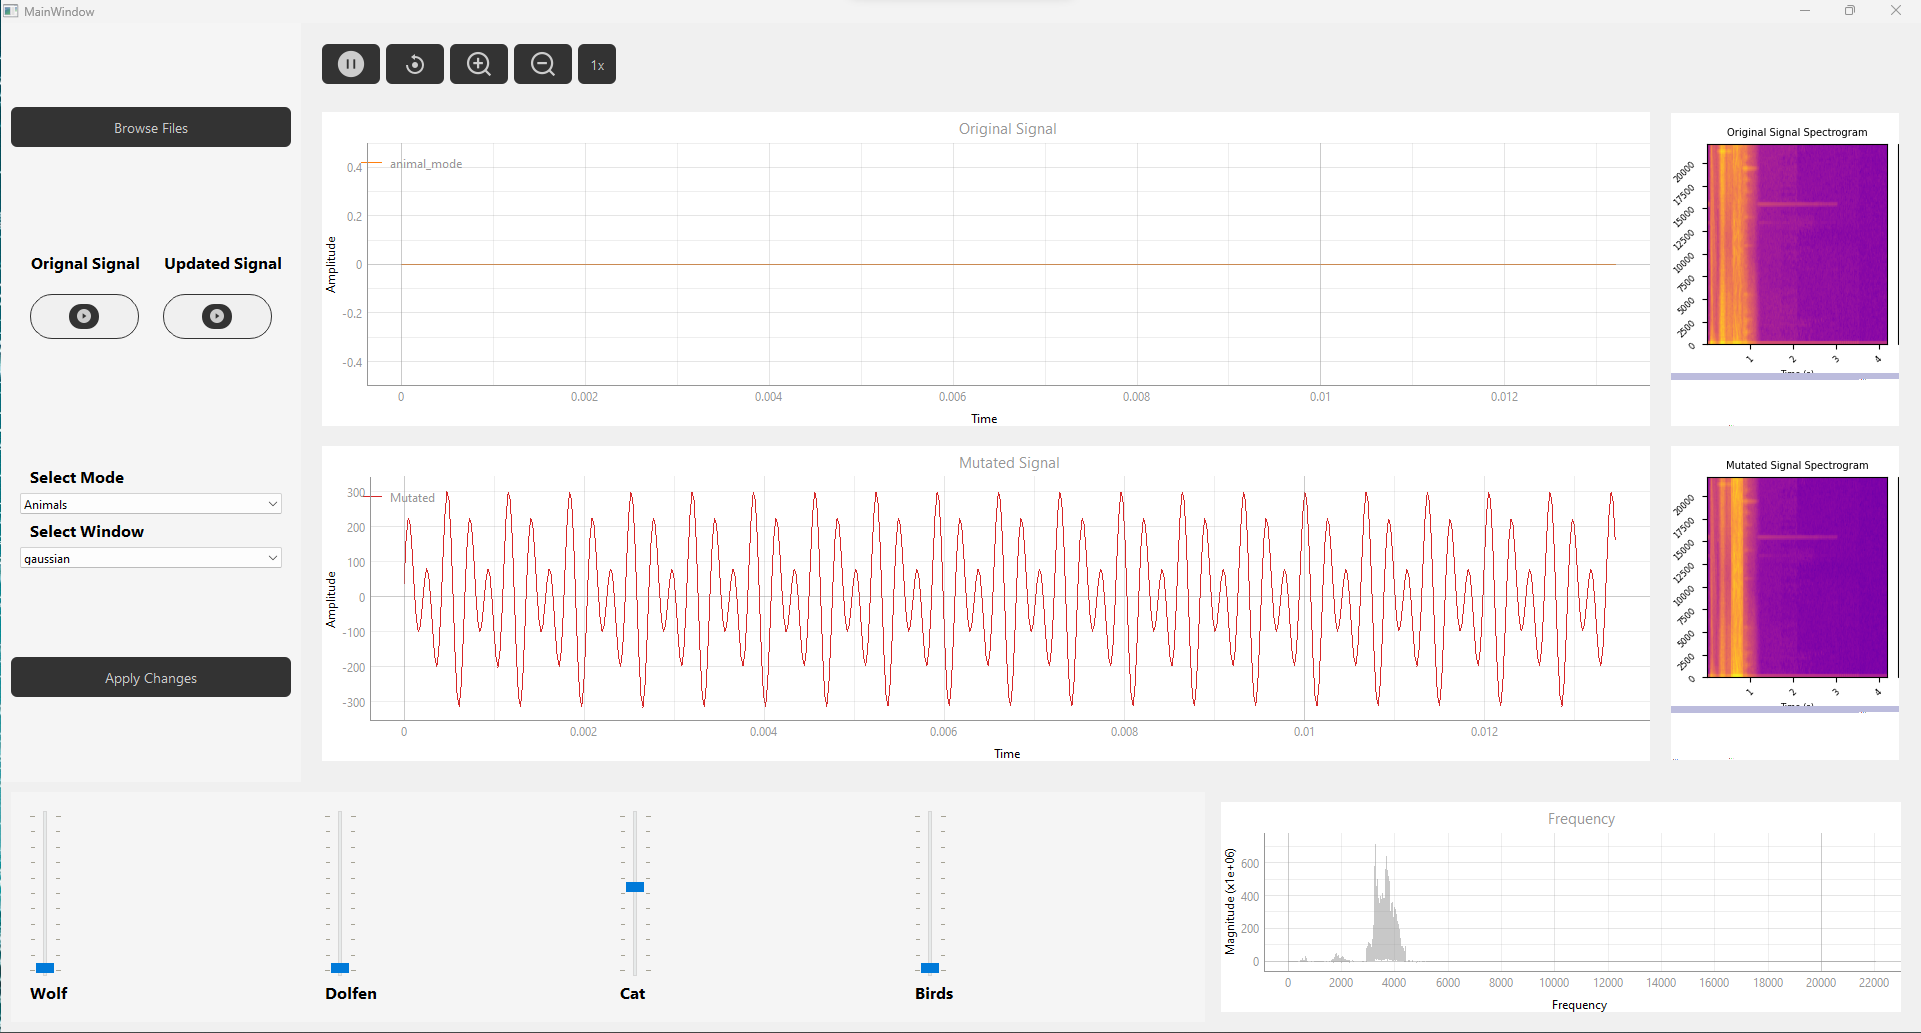 MainWindow
1x
Browse Files
Orignal Signal
Updated Signal
Select Mode
Animals
Select Window
gaussian
Apply Changes
Original Signal
animal_mode
Amplitude
0.4
0.2
0
-0.2
-0.4
0 0.002 0.004 0.006 0.008 0.01 0.012
Time
Original Signal Spectrogram
20000
17500
15000
12500
10000
7500
5000
2500
0
1 2 3 4
Mutated Signal
Mutated
Amplitude
300
200
100
0
-100
-200
-300
0 0.002 0.004 0.006 0.008 0.01 0.012
Time
Mutated Signal Spectrogram
20000
17500
15000
12500
10000
7500
5000
2500
0
1 2 3 4
Wolf
Dolfen
Cat
Birds
Frequency
Magnitude (x1e+06)
600
400
200
0
0 2000 4000 6000 8000 10000 12000 14000 16000 18000 20000 22000
Frequency